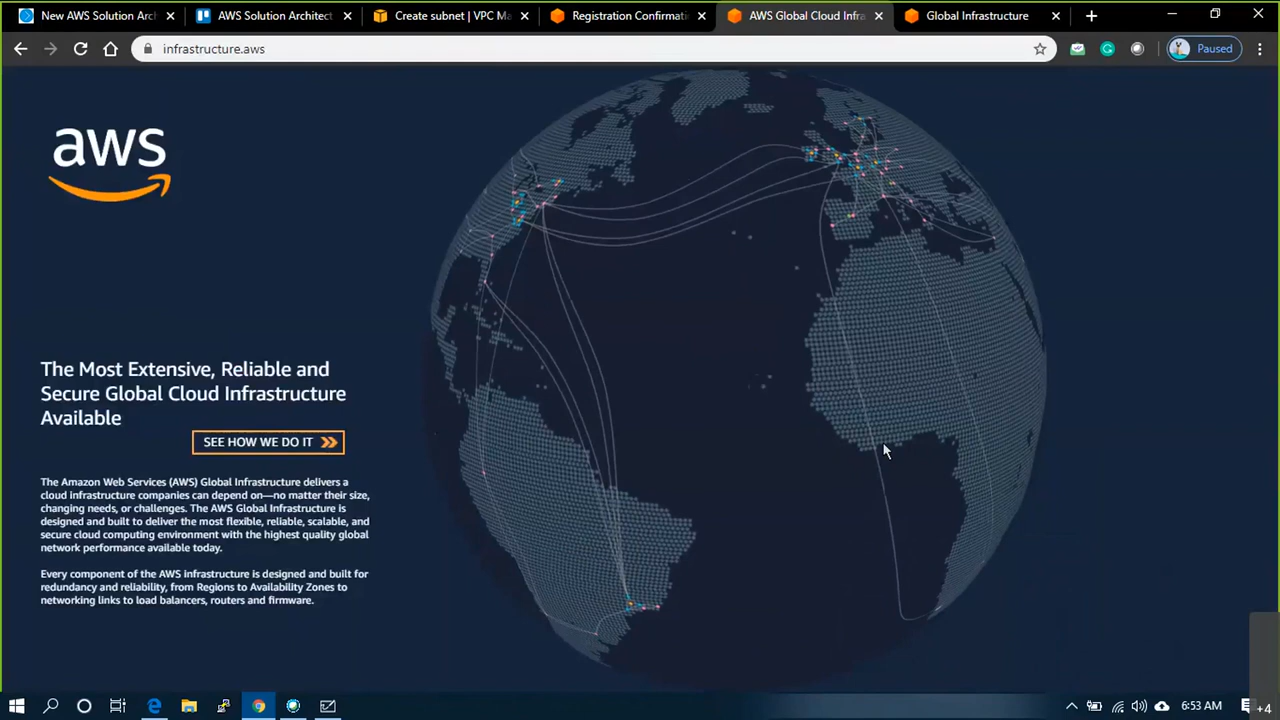 New AWS Solution Arc
AWS Solution Architect
Create subnet | VPC Ma
Registration Confirmati
AWS Global Cloud Infra
Global Infrastructure
infrastructure.aws
Paused
aws
The Most Extensive, Reliable and
Secure Global Cloud Infrastructure
Available
SEE HOW WE DO IT
The Amazon Web Services (AWS) Global Infrastructure delivers a
cloud infrastructure companies can depend on—no matter their size,
changing needs, or challenges. The AWS Global Infrastructure is
designed and built to deliver the most flexible, reliable, scalable, and
secure cloud computing environment with the highest quality global
network performance available today.
Every component of the AWS infrastructure is designed and built for
redundancy and reliability, from Regions to Availability Zones to
networking links to load balancers, routers and firmware.
6:53 AM
+4